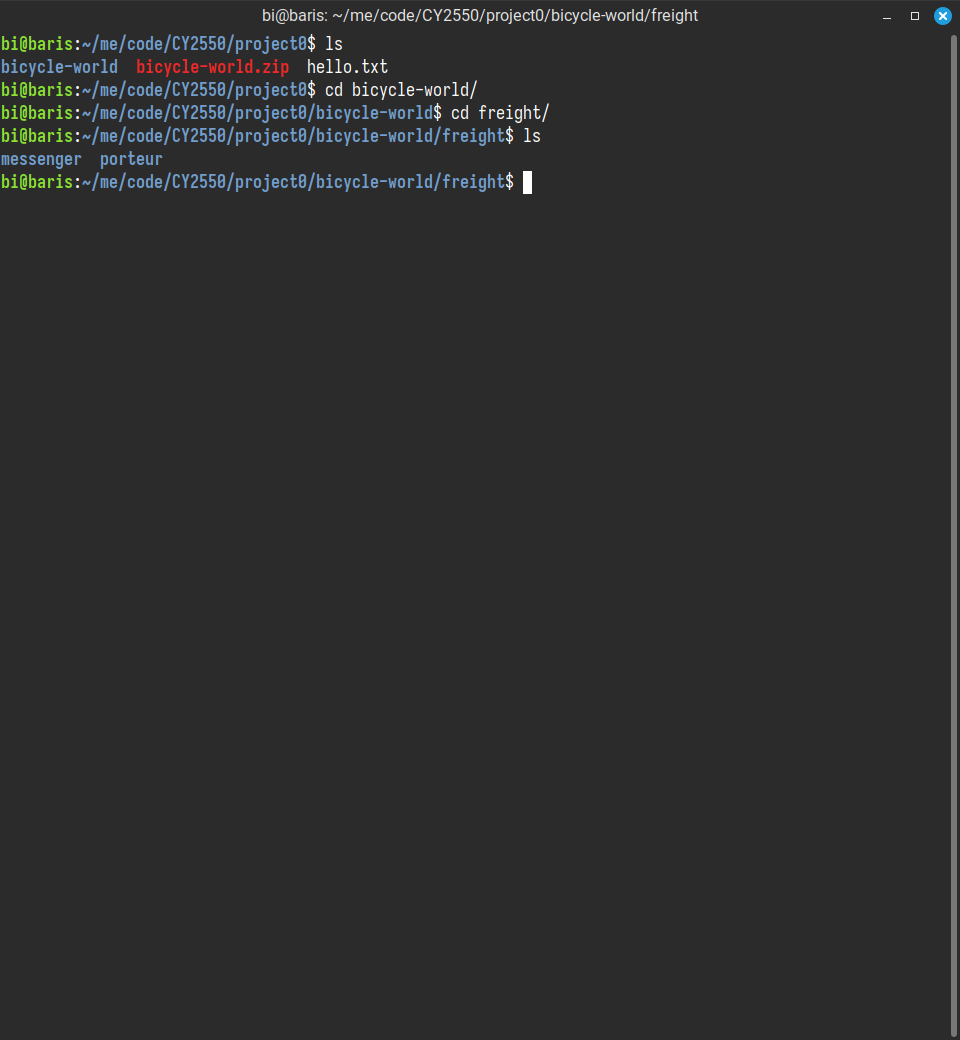 bi@baris: ~/me/code/CY2550/project0/bicycle-world/freight
bi@baris:~/me/code/CY2550/project0$ ls
bicycle-world  bicycle-world.zip  hello.txt
bi@baris:~/me/code/CY2550/project0$ cd bicycle-world/
bi@baris:~/me/code/CY2550/project0/bicycle-world$ cd freight/
bi@baris:~/me/code/CY2550/project0/bicycle-world/freight$ ls
messenger  porteur
bi@baris:~/me/code/CY2550/project0/bicycle-world/freight$